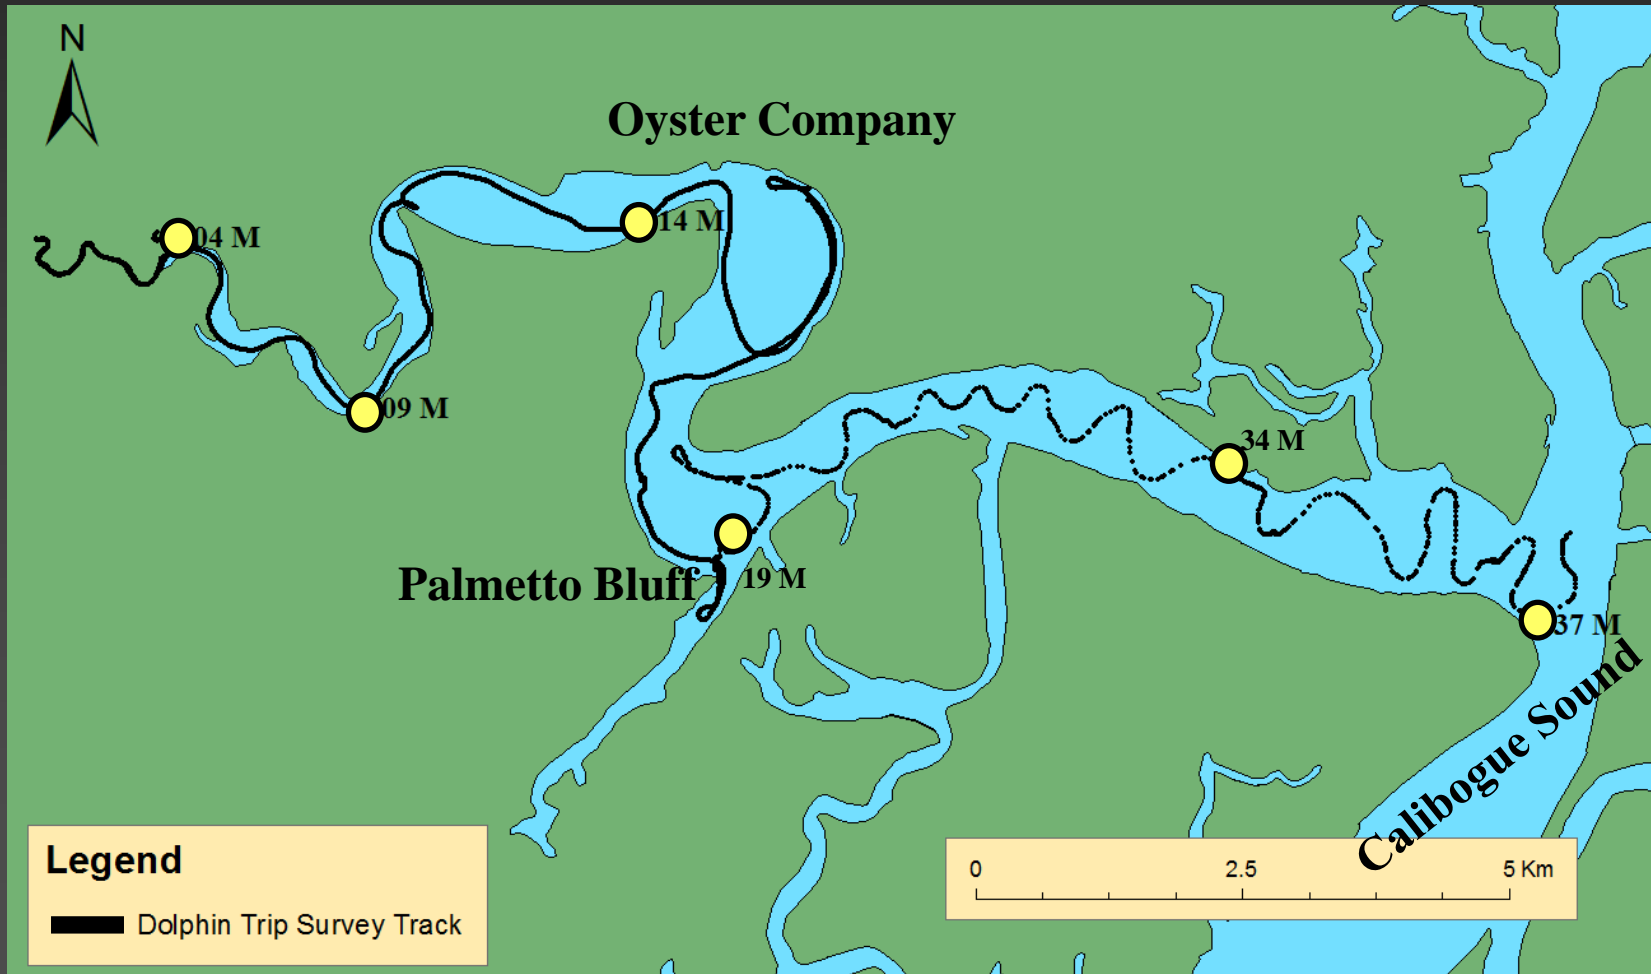 N
Oyster Company
04 M
14 M
09 M
34 M
Palmetto Bluff
19 M
37 M
Calibogue Sound
Legend
Dolphin Trip Survey Track
0 2.5 5 Km